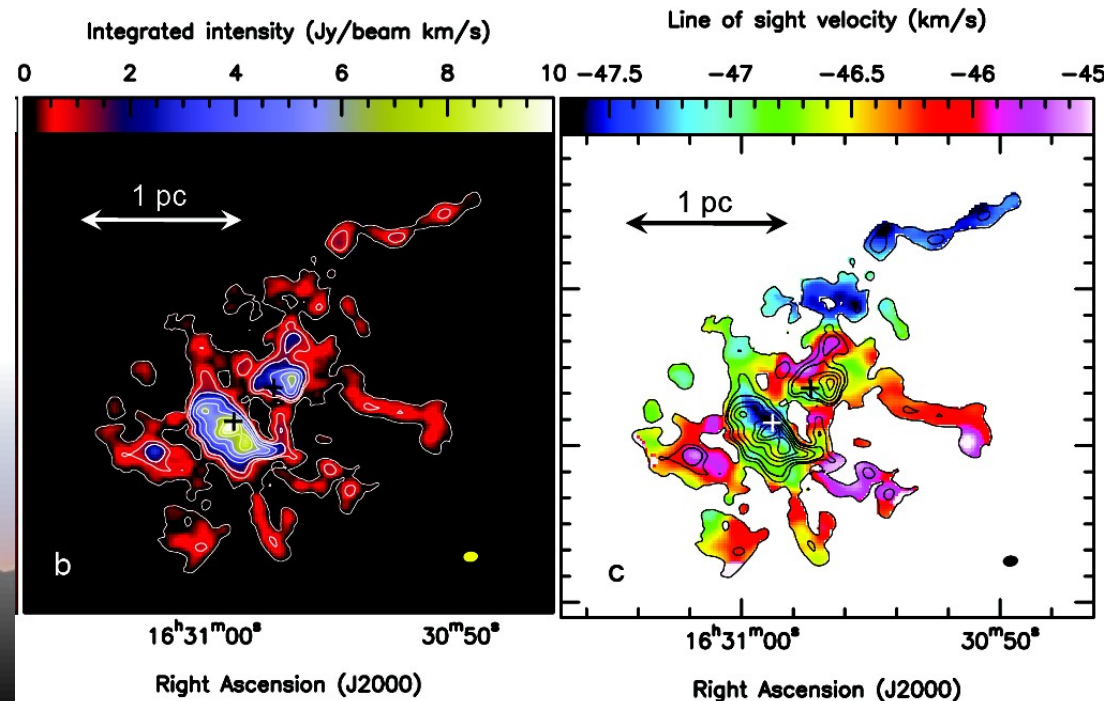 Integrated intensity (Jy/beam km/s)
0 2 4 6 8 10
1 pc
b
16ʰ31ᵐ00ˢ 30ᵐ50ˢ
Right Ascension (J2000)
Line of sight velocity (km/s)
−47.5 −47 −46.5 −46 −45
1 pc
c
16ʰ31ᵐ00ˢ 30ᵐ50ˢ
Right Ascension (J2000)